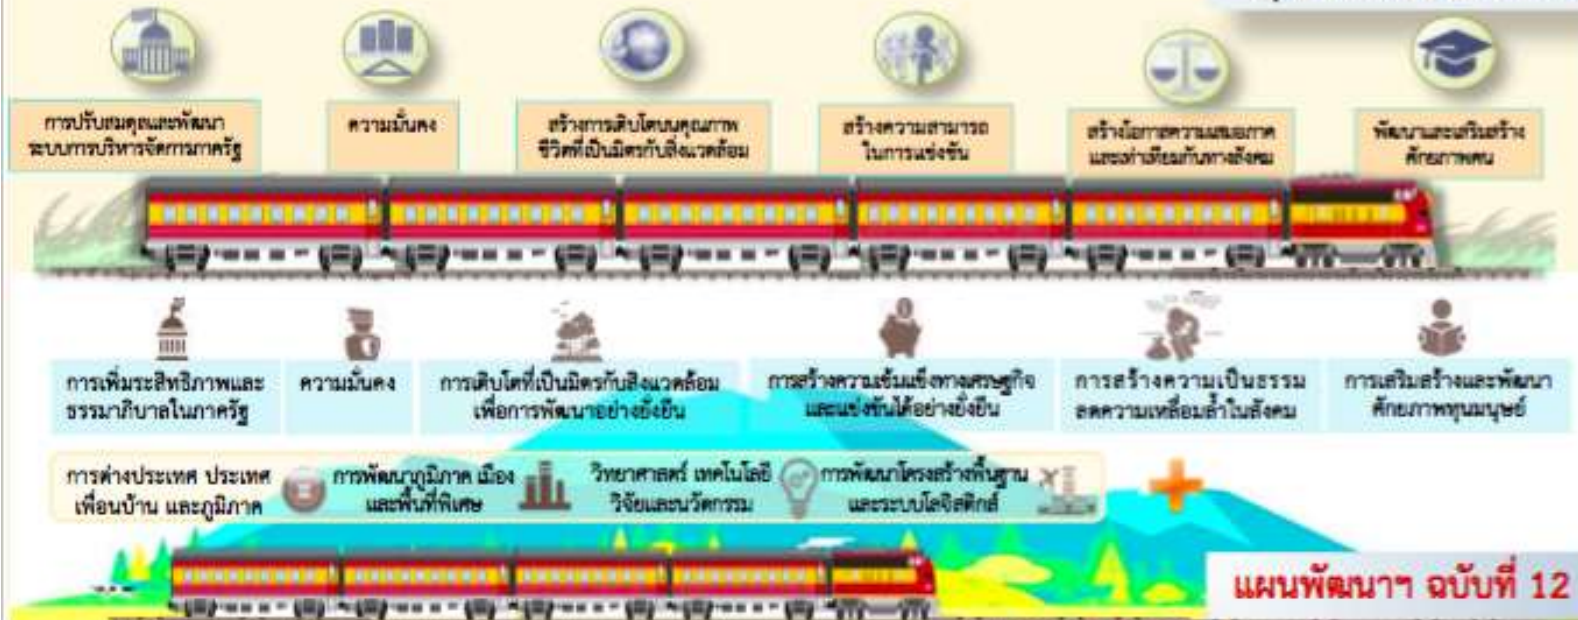 การปรับสมดุลและพัฒนา
ระบบการบริหารจัดการภาครัฐ
ความมั่นคง
สร้างการเติบโตบนคุณภาพ
ชีวิตที่เป็นมิตรกับสิ่งแวดล้อม
สร้างความสามารถ
ในการแข่งขัน
สร้างโอกาสความเสมอภาค
และเท่าเทียมกันทางสังคม
พัฒนาและเสริมสร้าง
ศักยภาพคน
การเพิ่มระสิทธิภาพและ
ธรรมาภิบาลในภาครัฐ
ความมั่นคง
การเติบโตที่เป็นมิตรกับสิ่งแวดล้อม
เพื่อการพัฒนาอย่างยั่งยืน
การสร้างความเข้มแข็งทางเศรษฐกิจ
และแข่งขันได้อย่างยั่งยืน
การสร้างความเป็นธรรม
ลดความเหลื่อมล้ำในสังคม
การเสริมสร้างและพัฒนา
ศักยภาพทุนมนุษย์
การต่างประเทศ ประเทศ
เพื่อนบ้าน และภูมิภาค
การพัฒนาภูมิภาค เมือง
และพื้นที่พิเศษ
วิทยาศาสตร์ เทคโนโลยี
วิจัยและนวัตกรรม
การพัฒนาโครงสร้างพื้นฐาน
และระบบโลจิสติกส์
แผนพัฒนาฯ ฉบับที่ 12